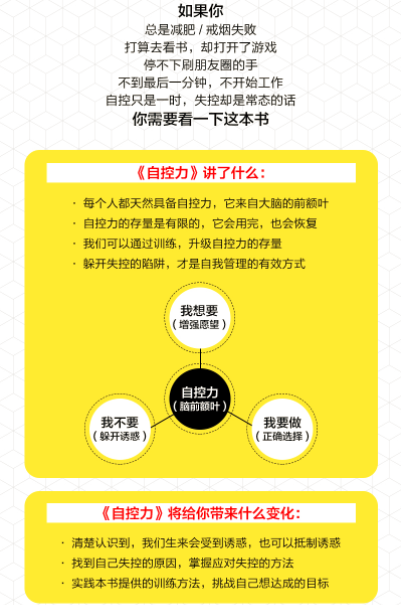 如果你
总是减肥 / 戒烟失败
打算去看书，却打开了游戏
停不下刷朋友圈的手
不到最后一分钟，不开始工作
自控只是一时，失控却是常态的话
你需要看一下这本书
《自控力》讲了什么：
· 每个人都天然具备自控力，它来自大脑的前额叶
· 自控力的存量是有限的，它会用完，也会恢复
· 我们可以通过训练，升级自控力的存量
· 躲开失控的陷阱，才是自我管理的有效方式
我想要
（增强愿望）
自控力
（脑前额叶）
我不要
（躲开诱惑）
我要做
（正确选择）
《自控力》将给你带来什么变化：
· 清楚认识到，我们生来会受到诱惑，也可以抵制诱惑
· 找到自己失控的原因，掌握应对失控的方法
· 实践本书提供的训练方法，挑战自己想达成的目标